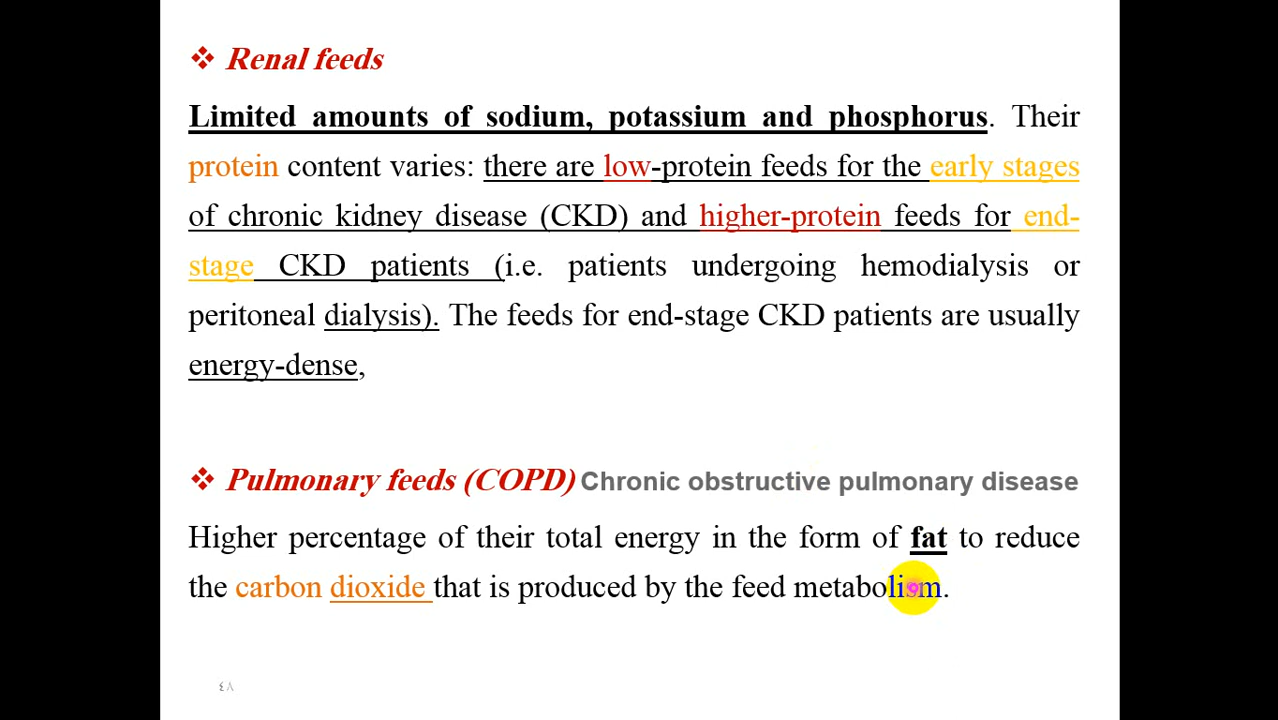 ❖ Renal feeds
Limited amounts of sodium, potassium and phosphorus. Their
protein content varies: there are low-protein feeds for the early stages
of chronic kidney disease (CKD) and higher-protein feeds for end-
stage CKD patients (i.e. patients undergoing hemodialysis or
peritoneal dialysis). The feeds for end-stage CKD patients are usually
energy-dense,
❖ Pulmonary feeds (COPD) Chronic obstructive pulmonary disease
Higher percentage of their total energy in the form of fat to reduce
the carbon dioxide that is produced by the feed metabolism.
٤٨